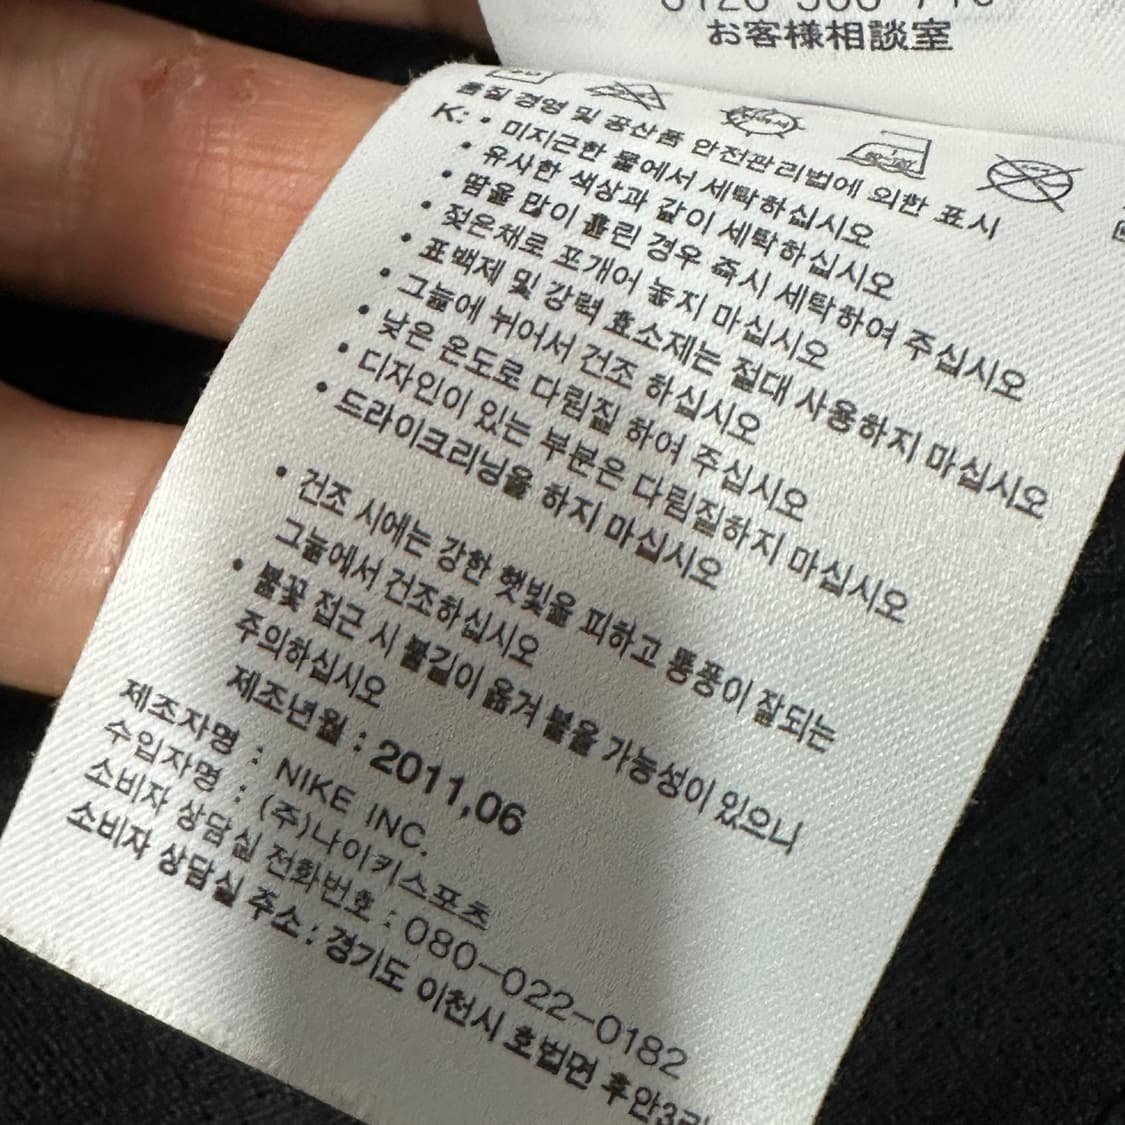 お客様相談室
품질 경영 및 공산품 안전관리법에 의한 표시
K: • 미지근한 물에서 세탁하십시오
• 유사한 색상과 같이 세탁하십시오
• 땀을 많이 흘린 경우 즉시 세탁하여 주십시오
• 젖은채로 포개어 놓지 마십시오
• 표백제 및 강력 효소제는 절대 사용하지 마십시오
• 그늘에 뉘어서 건조 하십시오
• 낮은 온도로 다림질 하여 주십시오
• 디자인이 있는 부분은 다림질하지 마십시오
• 드라이크리닝을 하지 마십시오
• 건조 시에는 강한 햇빛을 피하고 통풍이 잘되는
그늘에서 건조하십시오
• 불꽃 접근 시 불길이 옮겨 붙을 가능성이 있으니
주의하십시오
제조년월 : 2011,06
제조자명 : NIKE INC.
수입자명 : (주)나이키스포츠
소비자 상담실 전화번호 : 080-022-0182
소비자 상담실 주소 : 경기도 이천시 호법면 후안3리